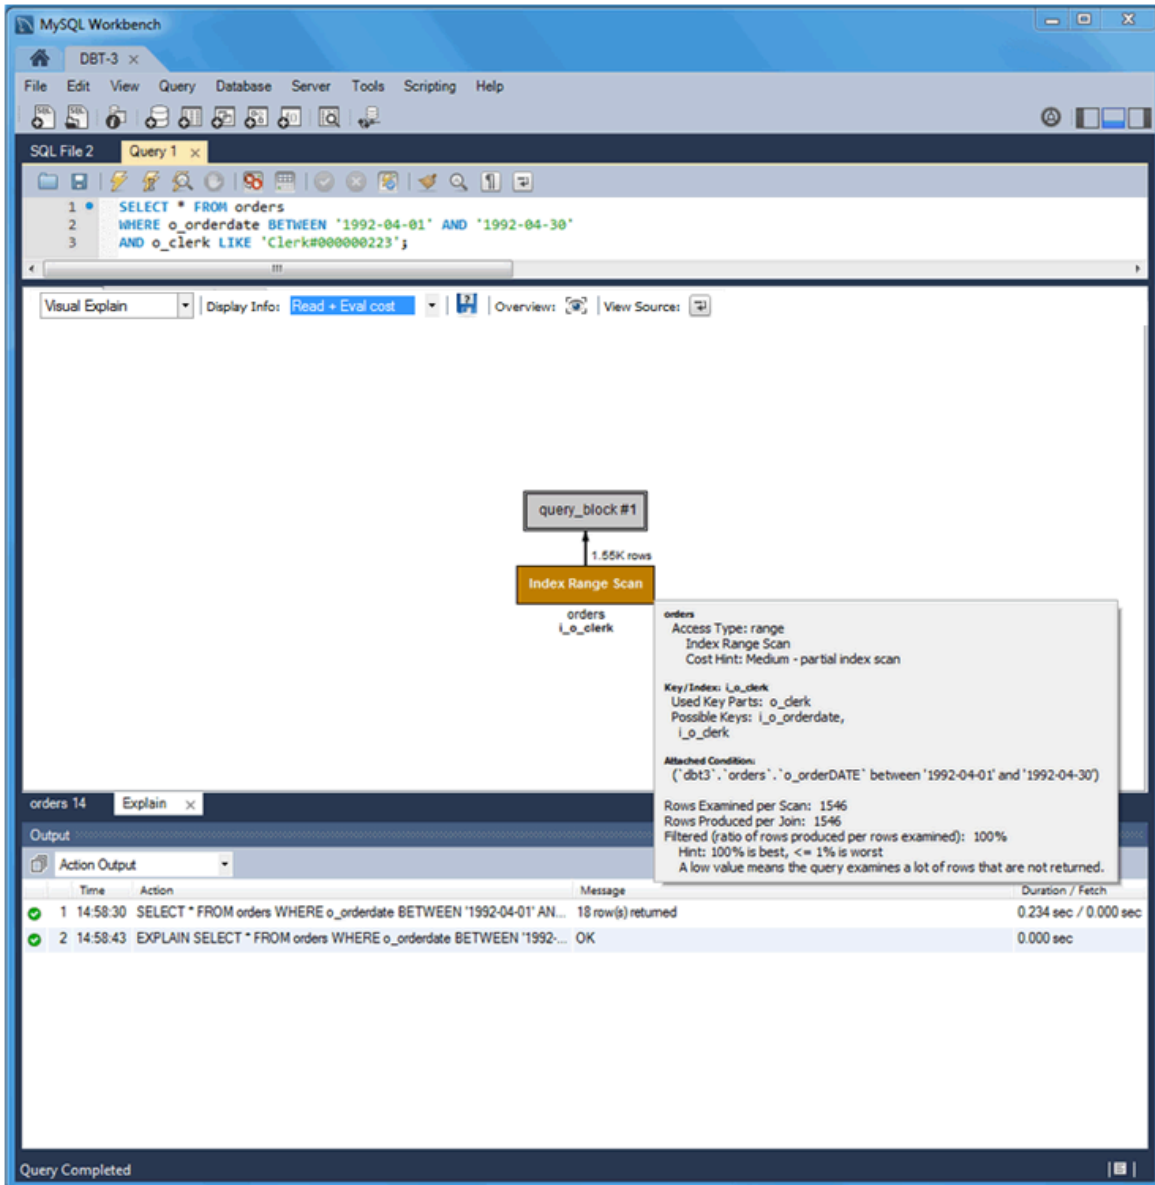 MySQL Workbench
DBT-3
File Edit View Query Database Server Tools Scripting Help
SQL File 2 Query 1
1 SELECT * FROM orders
2 WHERE o_orderdate BETWEEN '1992-04-01' AND '1992-04-30'
3 AND o_clerk LIKE 'Clerk#000000223';
Visual Explain Display Info: Read + Eval cost Overview: View Source:
query_block #1
1.55K rows
Index Range Scan
orders
i_o_clerk
orders
Access Type: range
Index Range Scan
Cost Hint: Medium - partial index scan
Key/Index: i_o_clerk
Used Key Parts: o_clerk
Possible Keys: i_o_orderdate,
i_o_clerk
Attached Condition:
(`dbt3`.`orders`.`o_orderDATE` between '1992-04-01' and '1992-04-30')
Rows Examined per Scan: 1546
Rows Produced per Join: 1546
Filtered (ratio of rows produced per rows examined): 100%
Hint: 100% is best, <= 1% is worst
A low value means the query examines a lot of rows that are not returned.
orders 14 Explain
Output
Action Output
Time Action Message Duration / Fetch
1 14:58:30 SELECT * FROM orders WHERE o_orderdate BETWEEN '1992-04-01' AN... 18 row(s) returned 0.234 sec / 0.000 sec
2 14:58:43 EXPLAIN SELECT * FROM orders WHERE o_orderdate BETWEEN '1992-... OK 0.000 sec
Query Completed